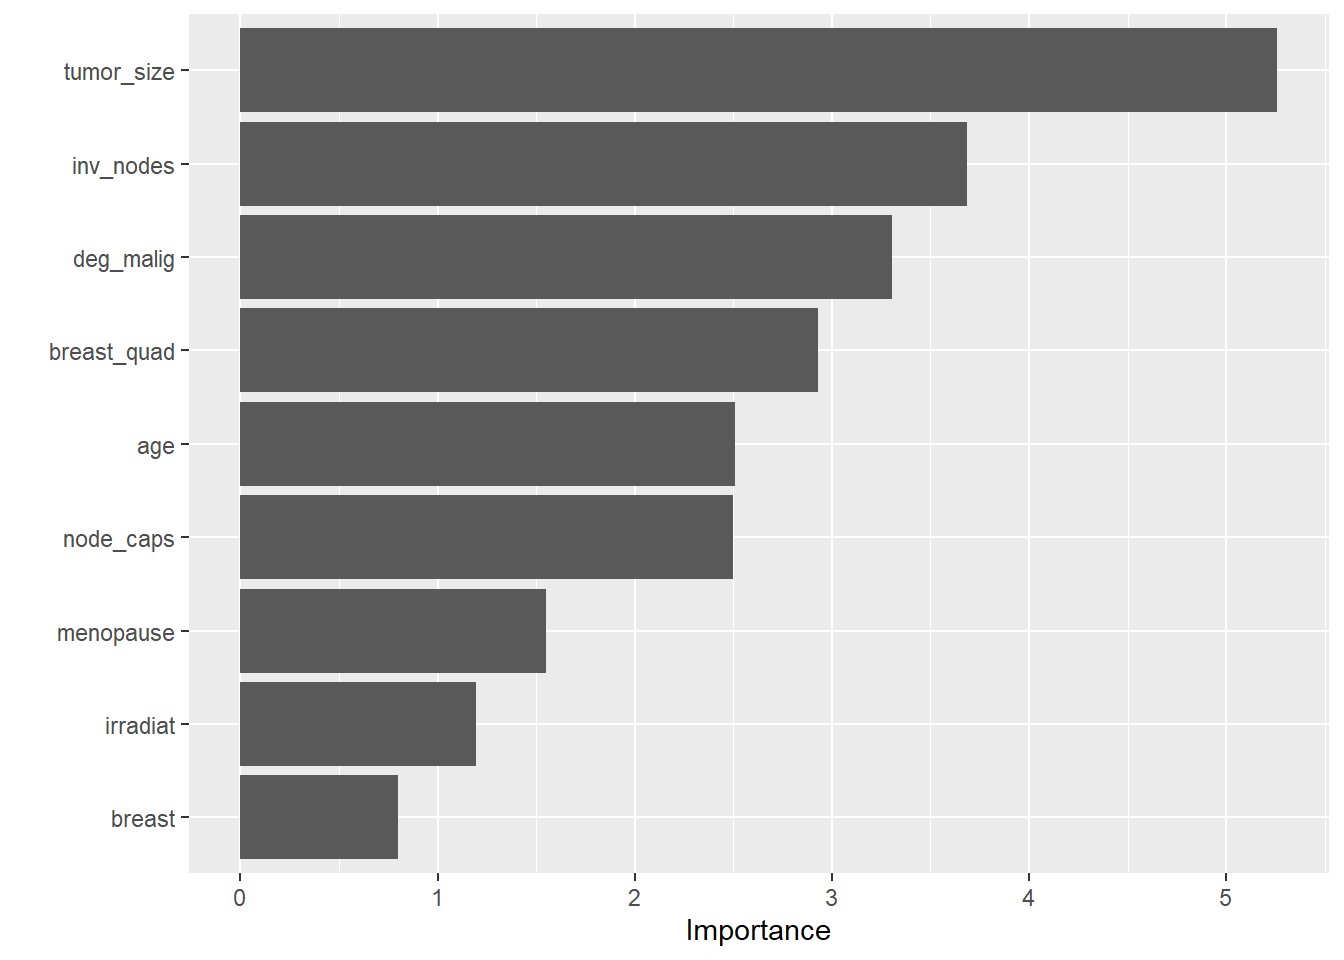 tumor_size
inv_nodes
deg_malig
breast_quad
age
node_caps
menopause
irradiat
breast
0 1 2 3 4 5
Importance